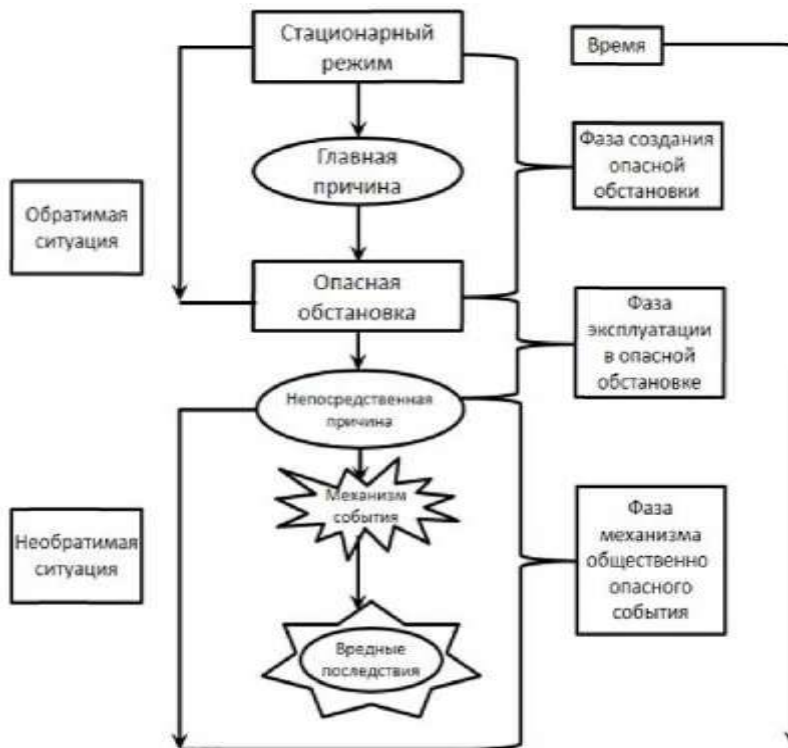 Стационарный
режим
Время
Главная
причина
Фаза создания
опасной
обстановки
Обратимая
ситуация
Опасная
обстановка
Фаза
эксплуатации
в опасной
обстановке
Непосредственная
причина
Механизм
события
Необратимая
ситуация
Фаза
механизма
общественно
опасного
события
Вредные
последствия